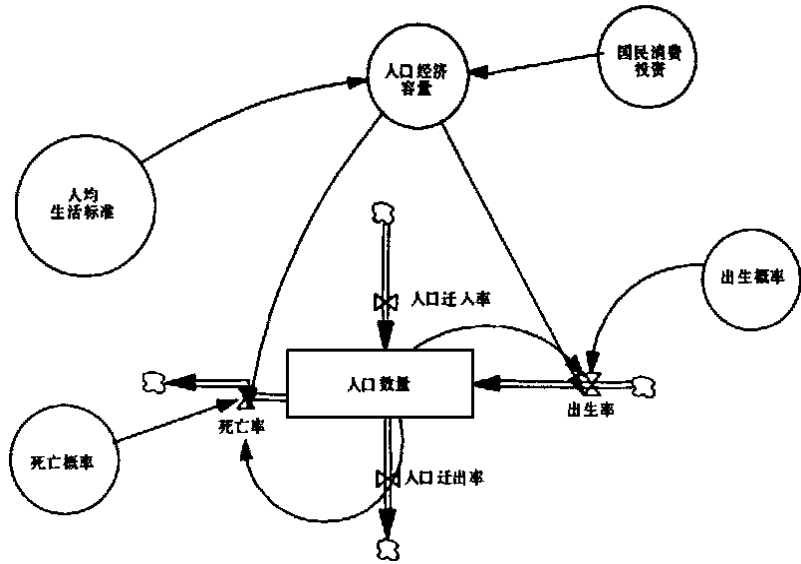 人口经济
容量
国民消费
投资
人均
生活标准
出生概率
人口迁入率
人口数量
出生率
死亡率
死亡概率
人口迁出率